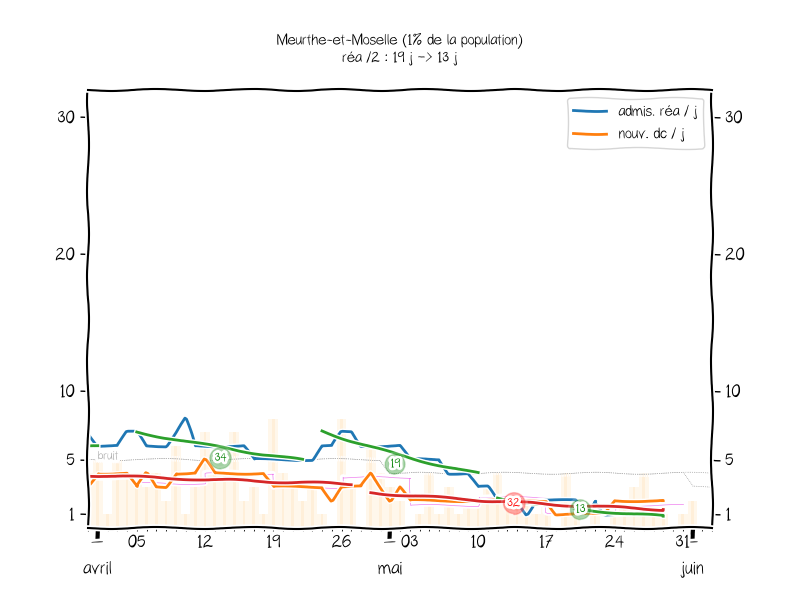 Meurthe-et-Moselle (1% de la population)
réa /2 : 19 j -> 13 j
admis. réa / j
nouv. dc / j
30
30
20
20
10
10
5
5
1
1
bruit
34
19
32
13
05
12
19
26
03
10
17
24
31
avril
mai
juin